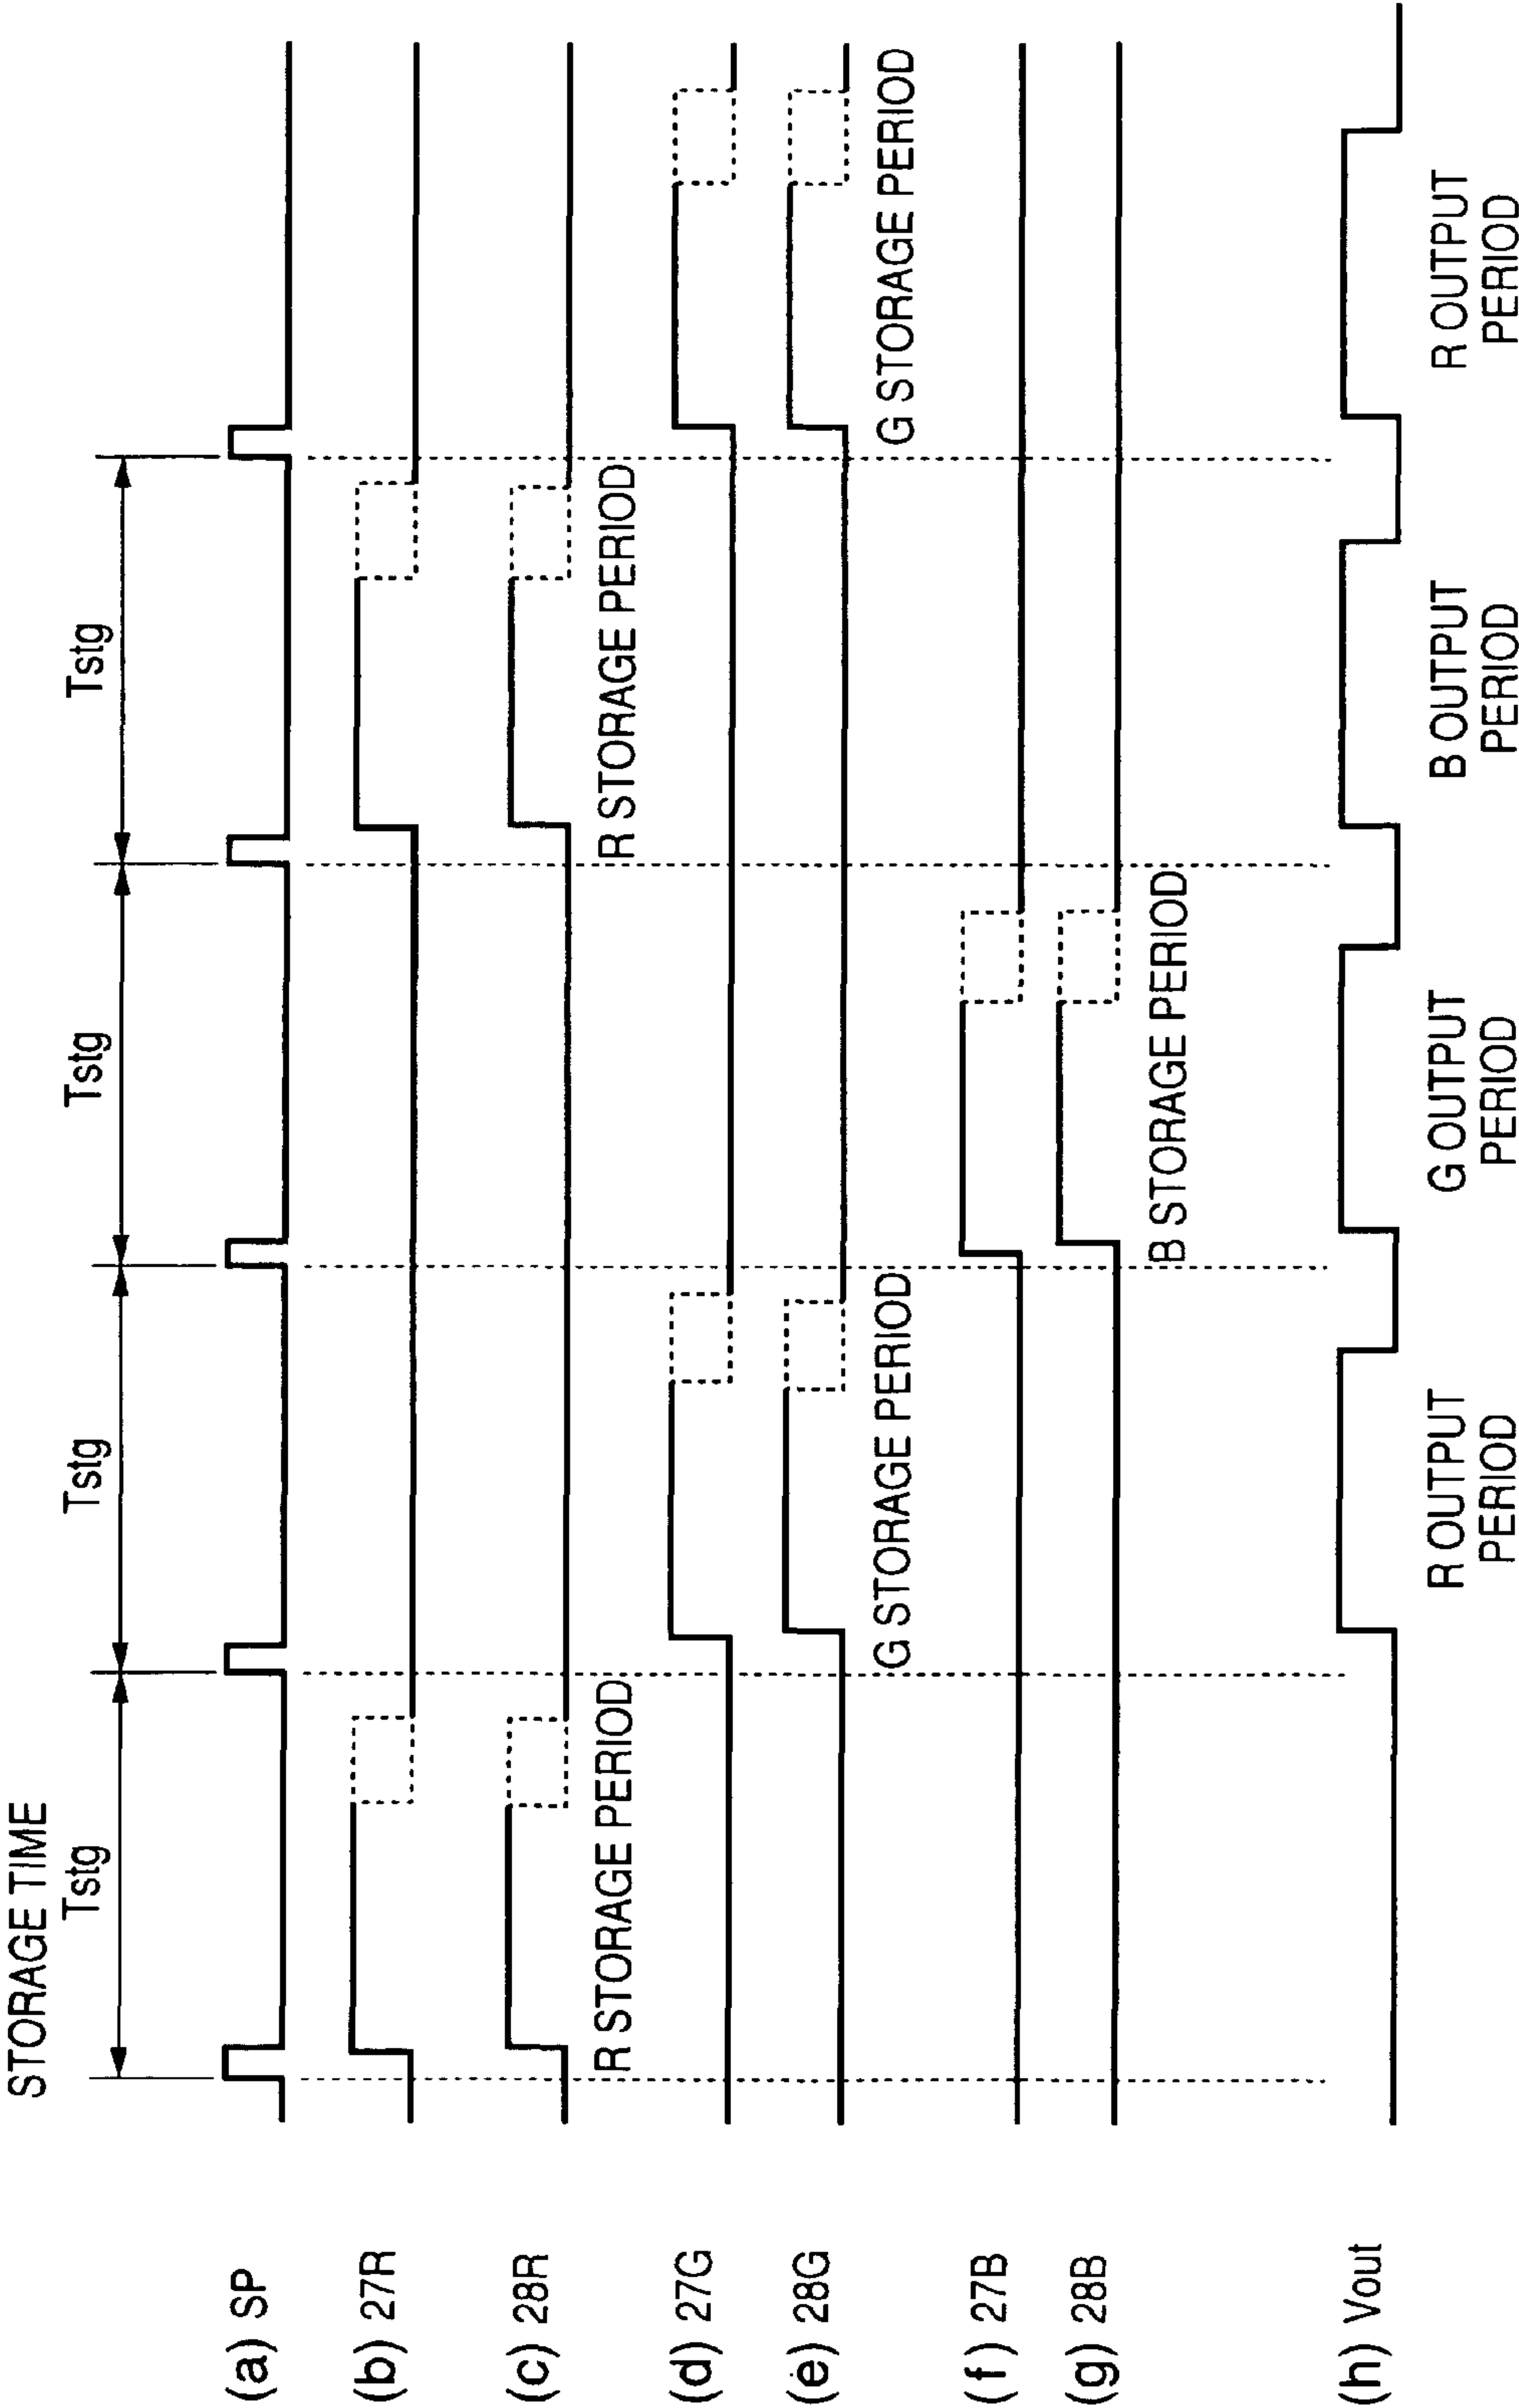 STORAGE TIME
Tstg
Tstg
Tstg
Tstg
(a) SP
(b) 27R
(c) 28R
R STORAGE PERIOD
R STORAGE PERIOD
(d) 27G
(e) 28G
G STORAGE PERIOD
G STORAGE PERIOD
(f) 27B
(g) 28B
B STORAGE PERIOD
(h) Vout
R OUTPUT
PERIOD
G OUTPUT
PERIOD
B OUTPUT
PERIOD
R OUTPUT
PERIOD